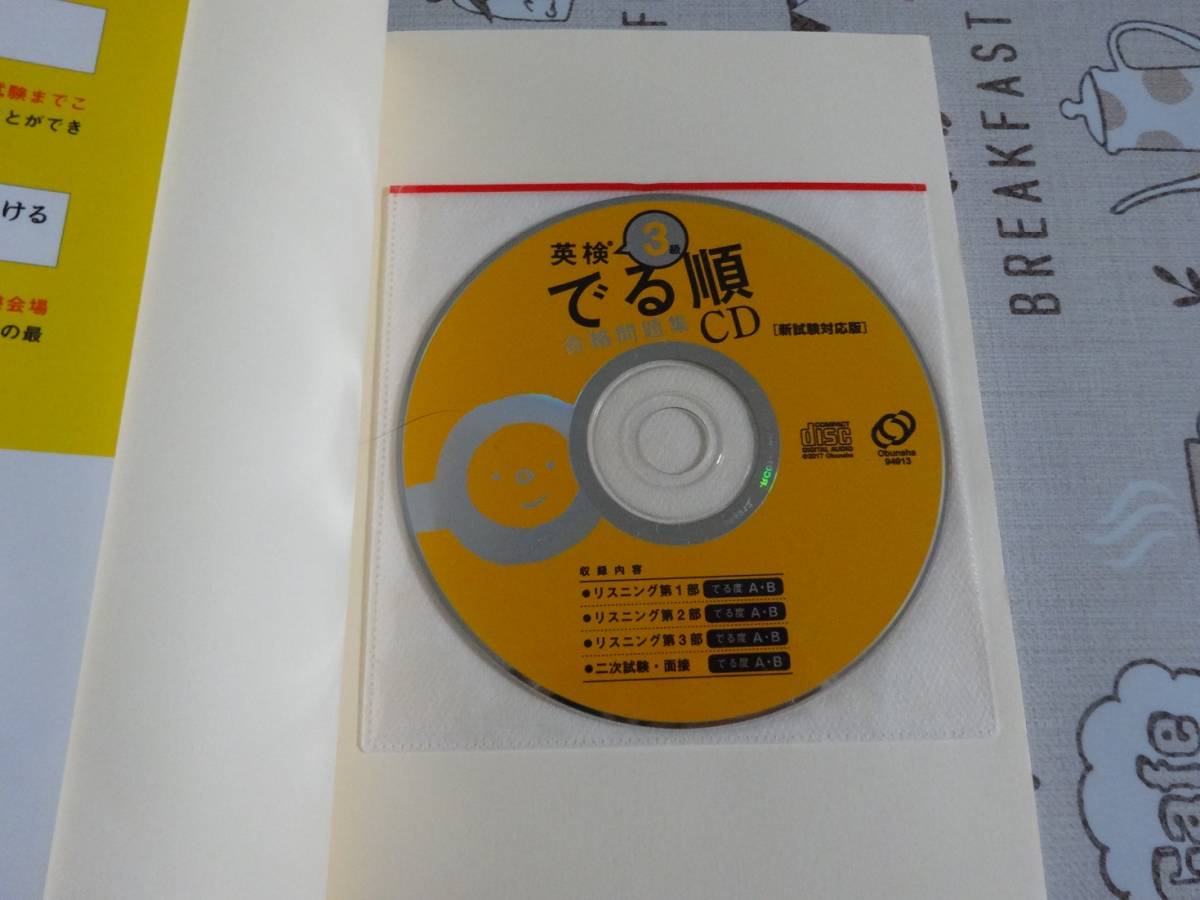 試験までこ
とができ
ける
会場
の最
英検® 3級
でる順
合格問題集 CD
[新試験対応版]
COMPACT
disc
DIGITAL AUDIO
©2017 Obunsha
Obunsha
94913
収録内容
●リスニング第1部 でる度 A・B
●リスニング第2部 でる度 A・B
●リスニング第3部 でる度 A・B
●二次試験・面接 でる度 A・B
BREAKFAST
Cafe